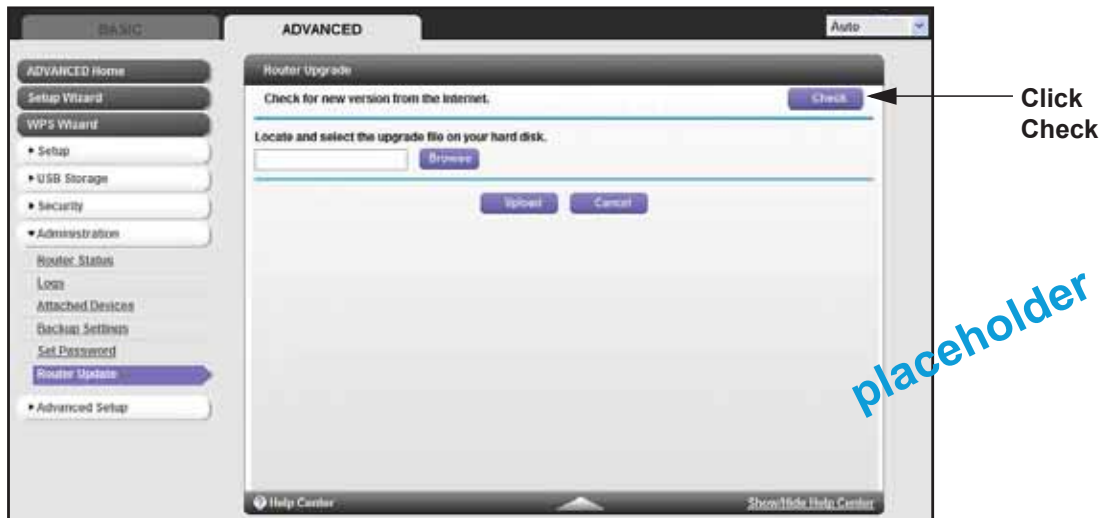 BASIC
ADVANCED
Auto
ADVANCED Home
Setup Wizard
WPS Wizard
Setup
USB Storage
Security
Administration
Router Status
Logs
Attached Devices
Backup Settings
Set Password
Router Update
Advanced Setup
Router Upgrade
Check for new version from the Internet.
Check
Locate and select the upgrade file on your hard disk.
Browse
Upload
Cancel
Help Center
Show/Hide Help Center
Click
Check
placeholder